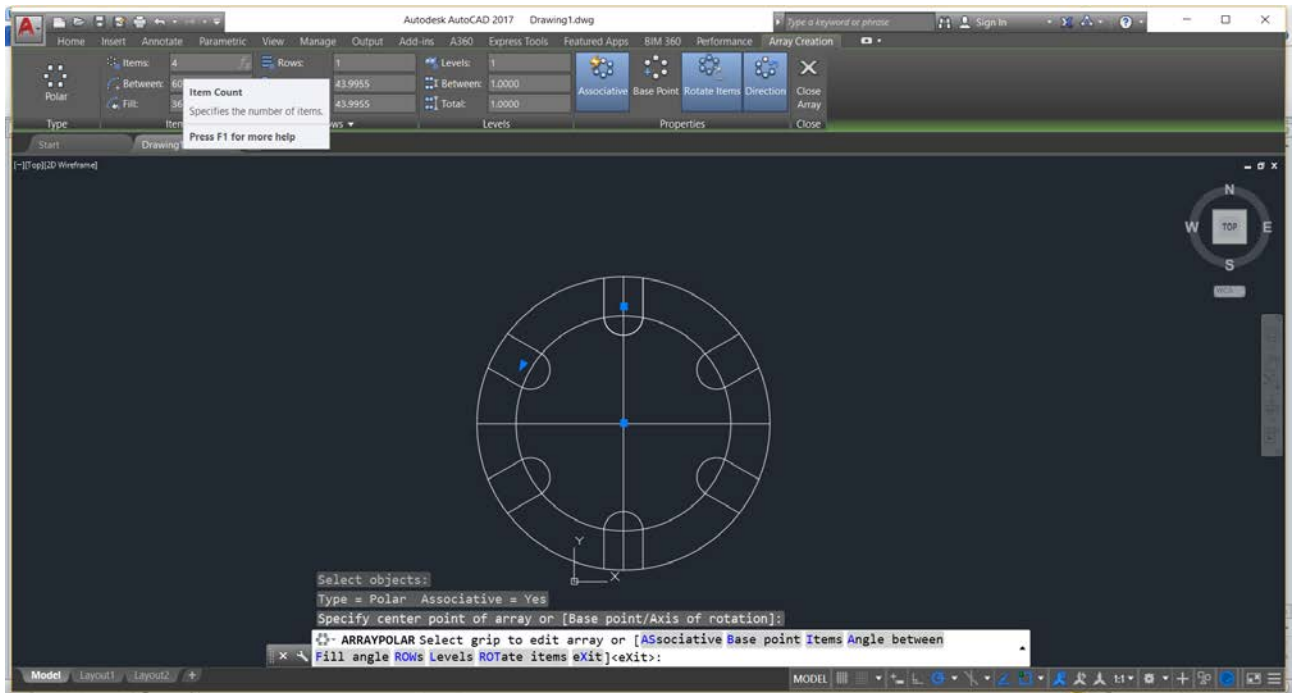 Autodesk AutoCAD 2017 Drawing1.dwg
Type a keyword or phrase
Sign In
Home Insert Annotate Parametric View Manage Output Add-ins A360 Express Tools Featured Apps BIM 360 Performance Array Creation
Items: 4 Rows: 1 Levels: 1
Between: 60 43.9955 Between: 1.0000
Fill: 36 43.9955 Total: 1.0000
Polar
Associative Base Point Rotate Items Direction Close Array
Type Item Levels Properties Close
Item Count
Specifies the number of items.
Press F1 for more help
Start Drawing
[-][Top][2D Wireframe]
N
W TOP E
S
WCS
Y
X
Select objects:
Type = Polar Associative = Yes
Specify center point of array or [Base point/Axis of rotation]:
ARRAYPOLAR Select grip to edit array or [ASsociative Base point Items Angle between
Fill angle ROWs Levels ROTate items eXit]<eXit>:
Model Layout1 Layout2 +
MODEL 1:1